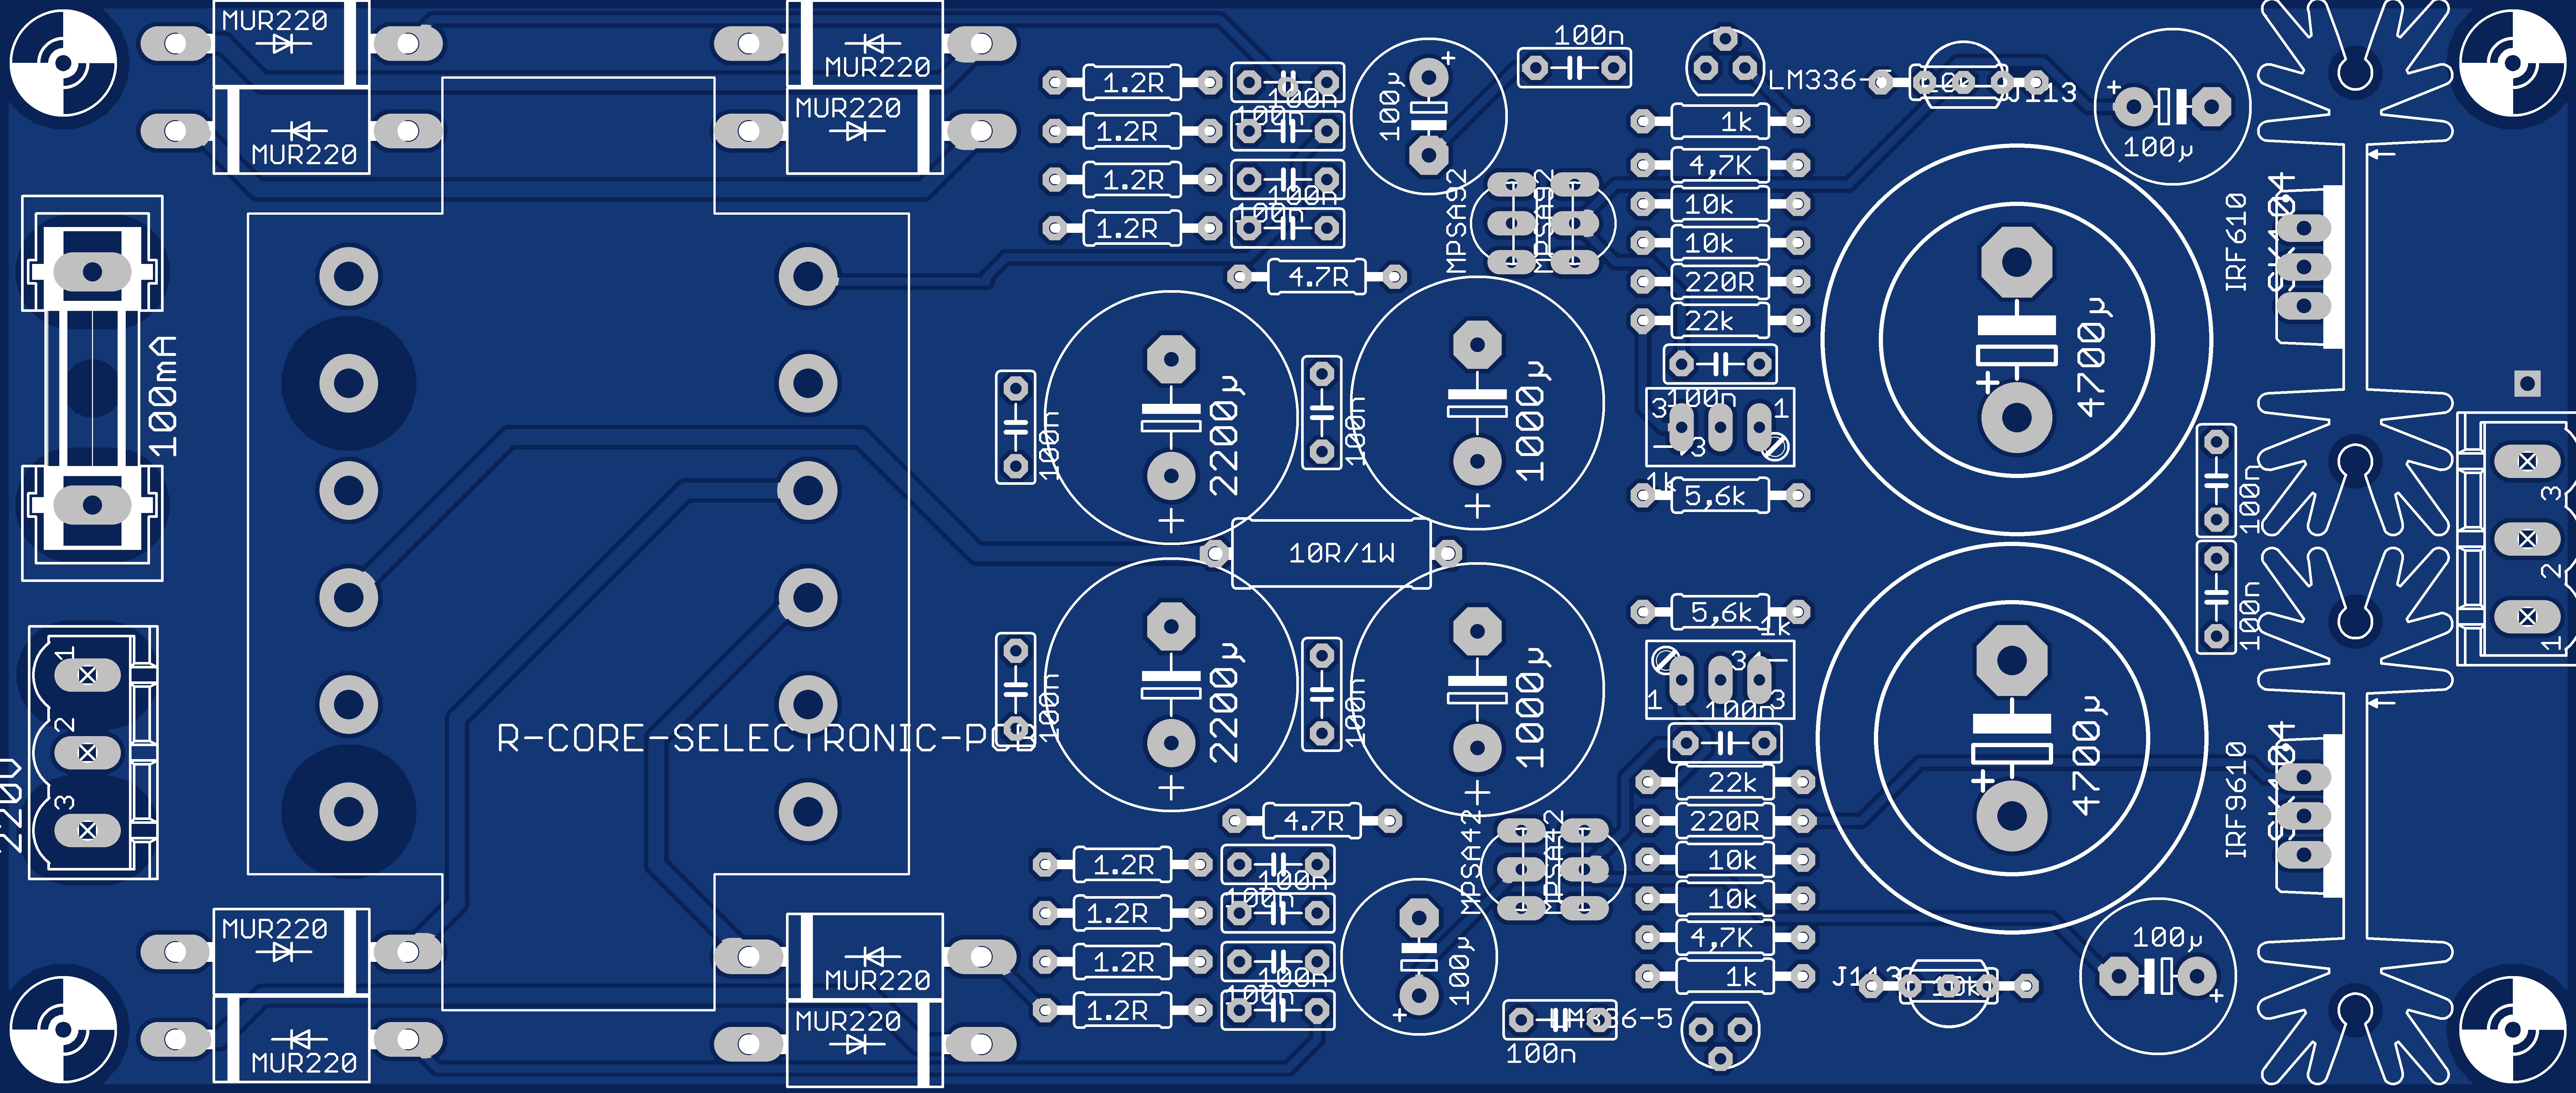 MUR220
MUR220
MUR220
MUR220
1.2R
1.2R
1.2R
1.2R
100n
100n
100n
100n
4.7R
100µ
+
100n
MPSA92
MPSA92
LM336-5
1k
4,7K
10k
10k
220R
22k
100n
3
1
3
1k
5,6k
J113
+
100µ
4700µ
+
IRF610
100mA
100n
2200µ
+
100n
1000µ
+
10R/1W
100n
100n
3
2
1
1
2
3
220V
R-CORE-SELECTRONIC-PCB
100n
2200µ
+
100n
1000µ
+
5,6k
1k
3
1
3
100n
22k
220R
10k
10k
4,7K
1k
4700µ
+
IRF9610
4.7R
MPSA42
MPSA42
1.2R
1.2R
1.2R
1.2R
100n
100n
100n
100n
100µ
+
100n
LM336-5
J113
10k
100µ
+
MUR220
MUR220
MUR220
MUR220